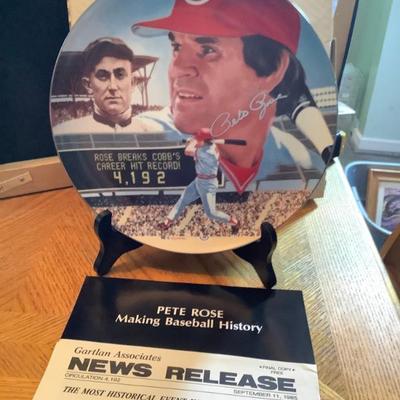 Pete Rose
ROSE BREAKS COBB'S
CAREER HIT RECORD!
4,192
PETE ROSE
Making Baseball History
Gartlan Associates
•FINAL COPY•
FREE
NEWS RELEASE
CIRCULATION 4,192
SEPTEMBER 11, 1985
THE MOST HISTORICAL EVENT